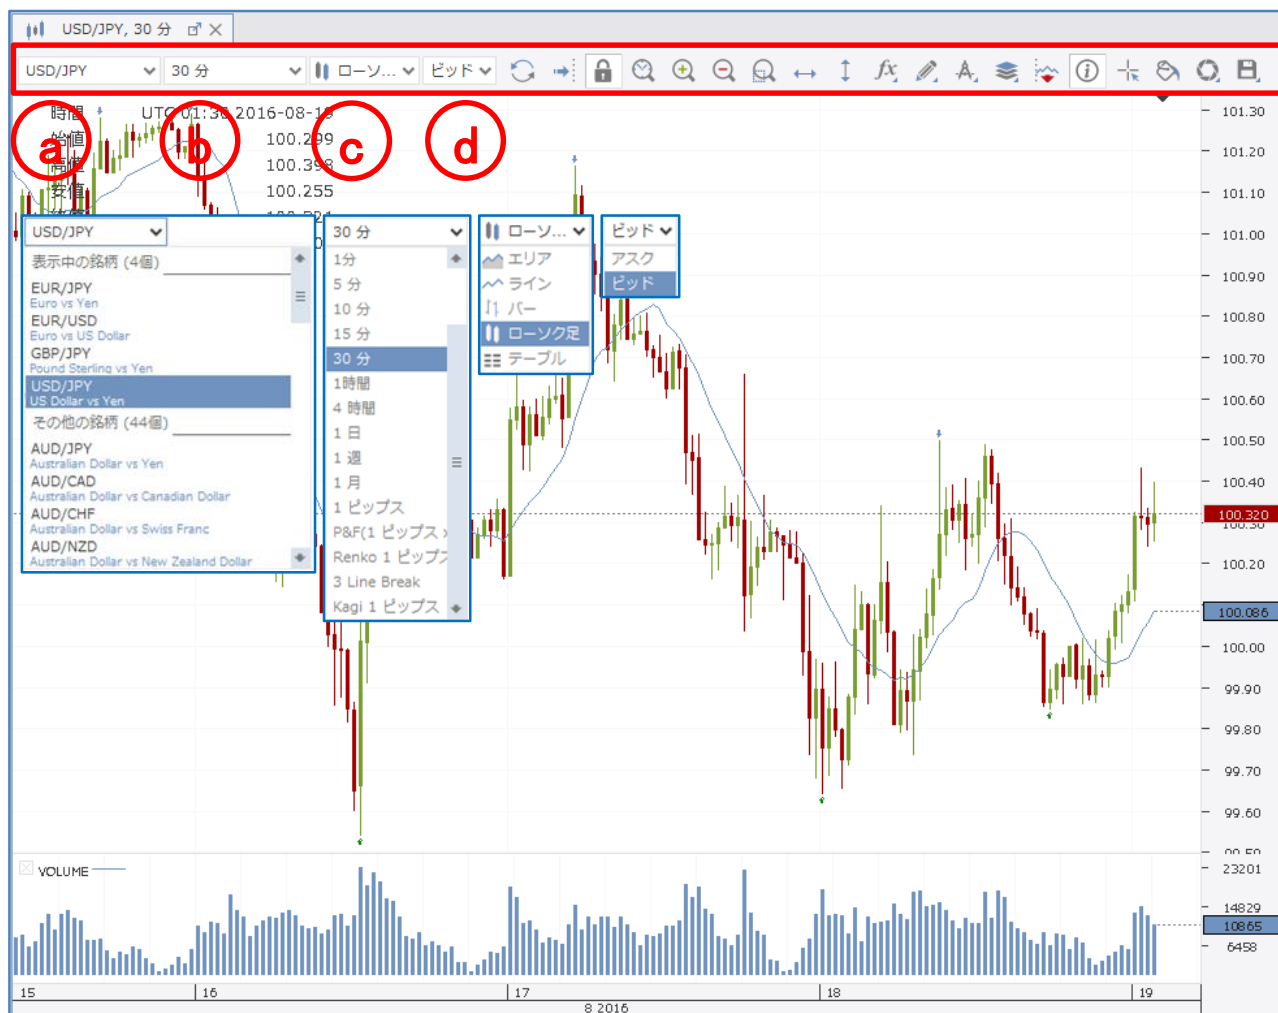 USD/JPY, 30 分
USD/JPY
30 分
ローソ...
ビッド
a
b
c
d
時間
UTC 01:30 2016-08-19
始値
100.299
高値
100.398
安値
100.255
USD/JPY
表示中の銘柄 (4個)
EUR/JPY
Euro vs Yen
EUR/USD
Euro vs US Dollar
GBP/JPY
Pound Sterling vs Yen
USD/JPY
US Dollar vs Yen
その他の銘柄 (44個)
AUD/JPY
Australian Dollar vs Yen
AUD/CAD
Australian Dollar vs Canadian Dollar
AUD/CHF
Australian Dollar vs Swiss Franc
AUD/NZD
Australian Dollar vs New Zealand Dollar
30 分
1分
5 分
10 分
15 分
30 分
1時間
4 時間
1 日
1 週
1 月
1 ピップス
P&F(1 ピップス
Renko 1 ピップス
3 Line Break
Kagi 1 ピップス
ローソ...
エリア
ライン
バー
ローソク足
テーブル
ビッド
アスク
ビッド
101.30
101.20
101.10
101.00
100.90
100.80
100.70
100.60
100.50
100.40
100.320
100.30
100.20
100.086
100.00
99.90
99.80
99.70
99.60
99.50
VOLUME
23201
14829
10865
6458
15
16
17
18
19
8 2016